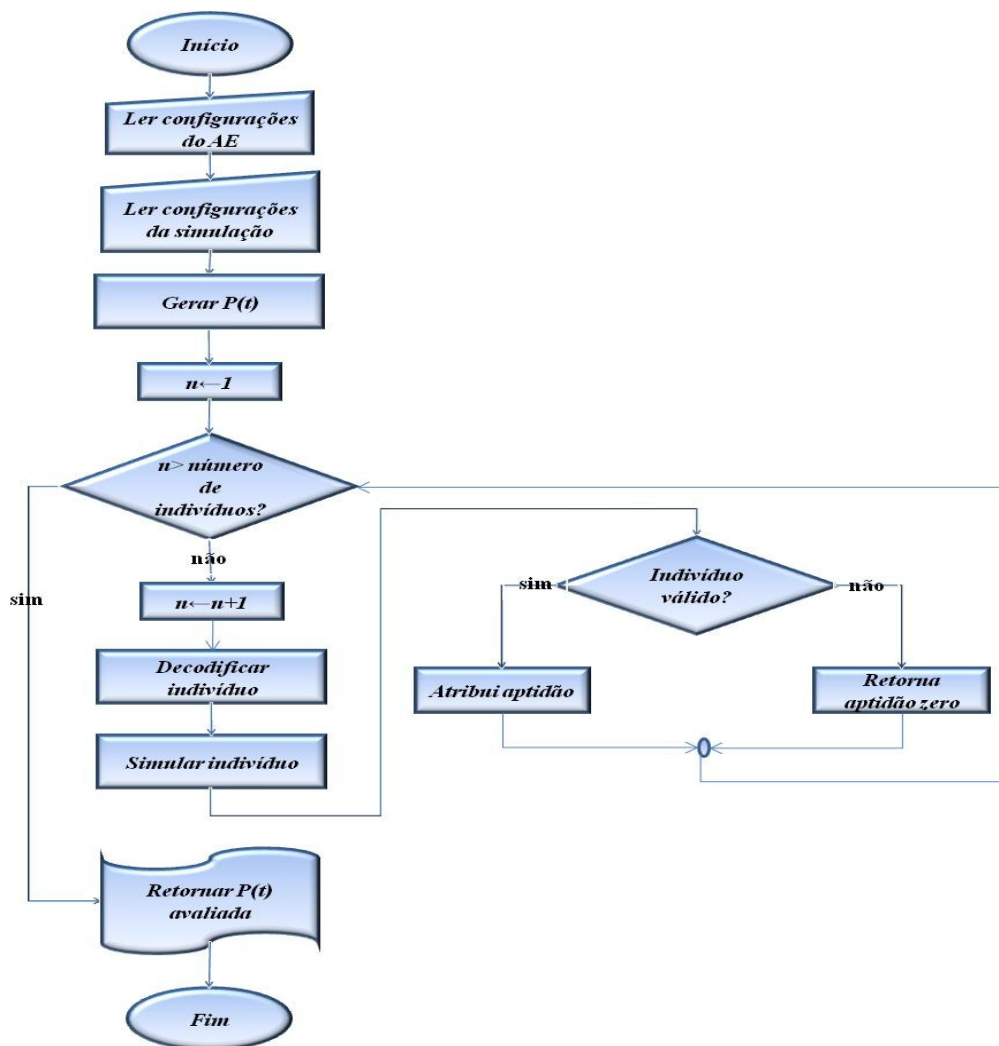 Início
Ler configurações
do AE
Ler configurações
da simulação
Gerar P(t)
n←1
n> número
de
indivíduos?
não
sim
n←n+1
Decodificar
indivíduo
Simular indivíduo
Indivíduo
válido?
sim
não
Atribui aptidão
Retorna
aptidão zero
Retornar P(t)
avaliada
Fim